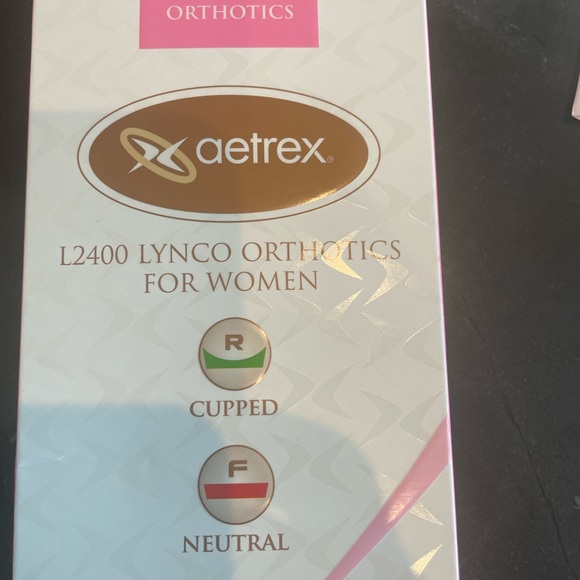 ORTHOTICS
aetrex®
L2400 LYNCO ORTHOTICS
FOR WOMEN
R
CUPPED
F
NEUTRAL